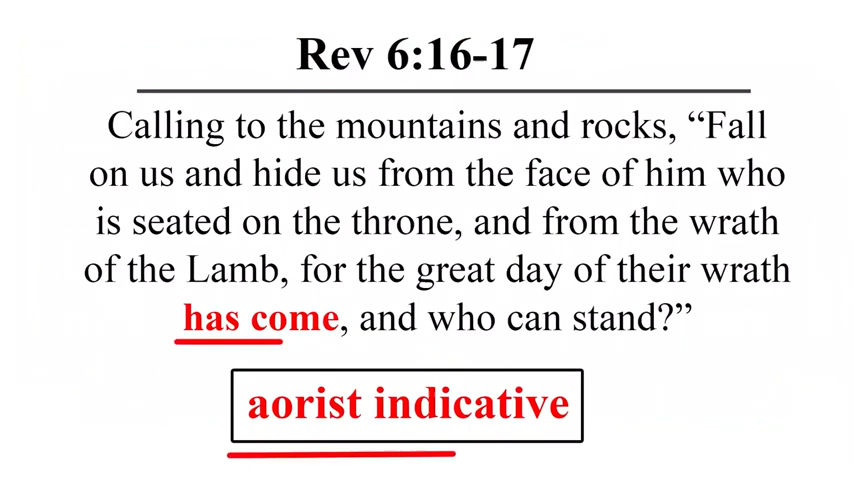 Rev 6:16-17
Calling to the mountains and rocks, “Fall
on us and hide us from the face of him who
is seated on the throne, and from the wrath
of the Lamb, for the great day of their wrath
has come, and who can stand?”
aorist indicative